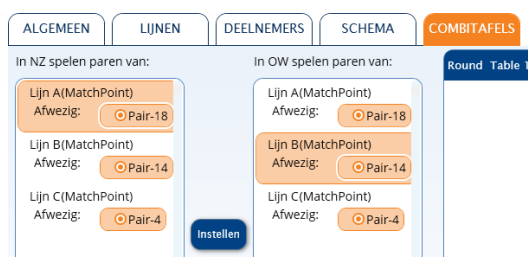 ALGEMEEN LIJNEN DEELNEMERS SCHEMA COMBITAFELS
In NZ spelen paren van:
Lijn A(MatchPoint)
Afwezig: Pair-18
Lijn B(MatchPoint)
Afwezig: Pair-14
Lijn C(MatchPoint)
Afwezig: Pair-4
Instellen
In OW spelen paren van:
Lijn A(MatchPoint)
Afwezig: Pair-18
Lijn B(MatchPoint)
Afwezig: Pair-14
Lijn C(MatchPoint)
Afwezig: Pair-4
Round Table